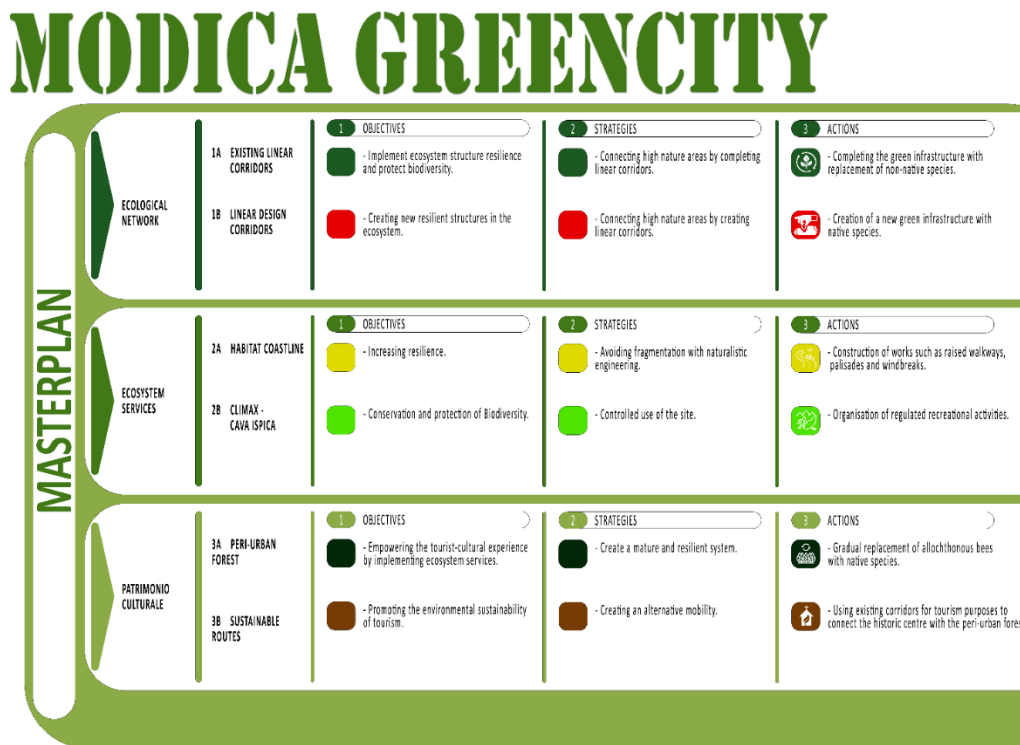 MODICA GREENCITY
MASTERPLAN
ECOLOGICAL
NETWORK
1A EXISTING LINEAR
CORRIDORS
1B LINEAR DESIGN
CORRIDORS
1 OBJECTIVES
- Implement ecosystem structure resilience
and protect biodiversity.
- Creating new resilient structures in the
ecosystem.
2 STRATEGIES
- Connecting high nature areas by completing
linear corridors.
- Connecting high nature areas by creating
linear corridors.
3 ACTIONS
- Completing the green infrastructure with
replacement of non-native species.
- Creation of a new green infrastructure with
native species.
ECOSYSTEM
SERVICES
2A HABITAT COASTLINE
2B CLIMAX -
CAVA ISPICA
1 OBJECTIVES
- Increasing resilience.
- Conservation and protection of Biodiversity.
2 STRATEGIES
- Avoiding fragmentation with naturalistic
engineering.
- Controlled use of the site.
3 ACTIONS
- Construction of works such as raised walkways,
palisades and windbreaks.
- Organisation of regulated recreational activities.
PATRIMONIO
CULTURALE
3A PERI-URBAN
FOREST
3B SUSTAINABLE
ROUTES
1 OBJECTIVES
- Empowering the tourist-cultural experience
by implementing ecosystem services.
- Promoting the environmental sustainability
of tourism.
2 STRATEGIES
- Create a mature and resilient system.
- Creating an alternative mobility.
3 ACTIONS
- Gradual replacement of allochthonous bees
with native species.
- Using existing corridors for tourism purposes to
connect the historic centre with the peri-urban fores